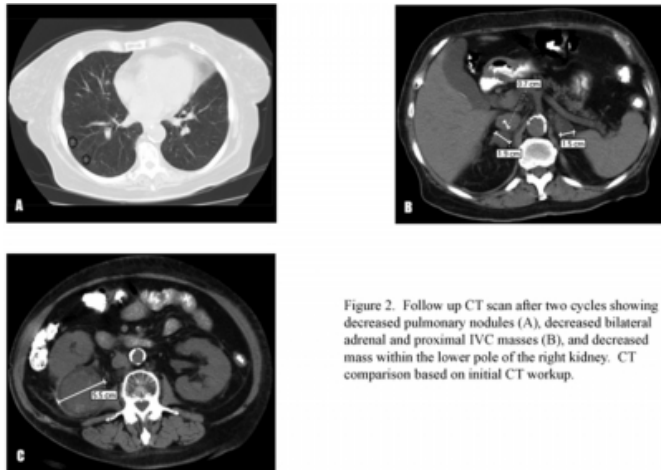 A
B
0.7 cm
1.9 cm
1.5 cm
C
5.5 cm
Figure 2. Follow up CT scan after two cycles showing
decreased pulmonary nodules (A), decreased bilateral
adrenal and proximal IVC masses (B), and decreased
mass within the lower pole of the right kidney. CT
comparison based on initial CT workup.